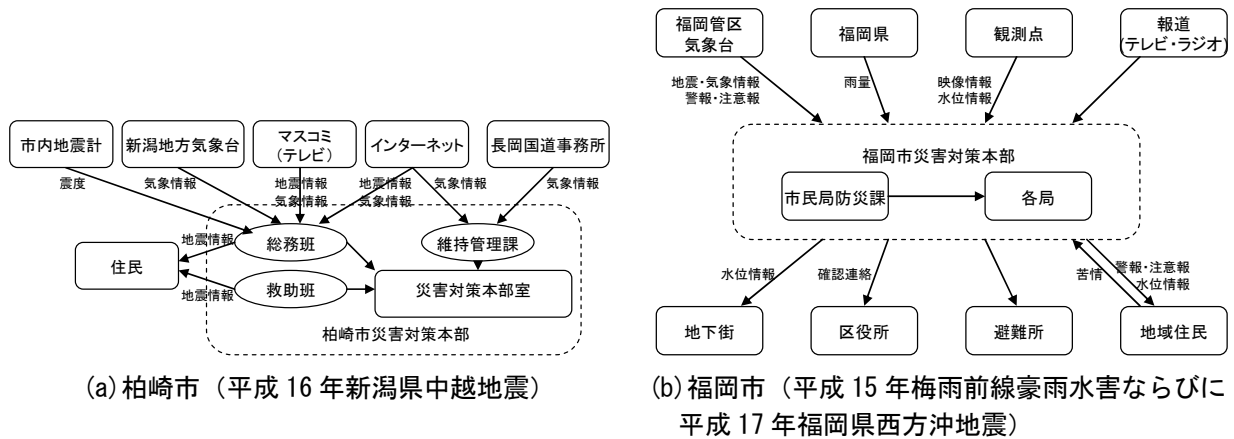 市内地震計
新潟地方気象台
マスコミ
(テレビ)
インターネット
長岡国道事務所
震度
気象情報
地震情報
気象情報
地震情報
気象情報
気象情報
気象情報
地震情報
総務班
維持管理課
住民
地震情報
救助班
災害対策本部室
柏崎市災害対策本部
(a)柏崎市（平成 16 年新潟県中越地震）
福岡管区
気象台
福岡県
観測点
報道
(テレビ・ラジオ)
地震・気象情報
警報・注意報
雨量
映像情報
水位情報
福岡市災害対策本部
市民局防災課
各局
水位情報
確認連絡
苦情
警報・注意報
水位情報
地下街
区役所
避難所
地域住民
(b)福岡市（平成 15 年梅雨前線豪雨水害ならびに
平成 17 年福岡県西方沖地震）